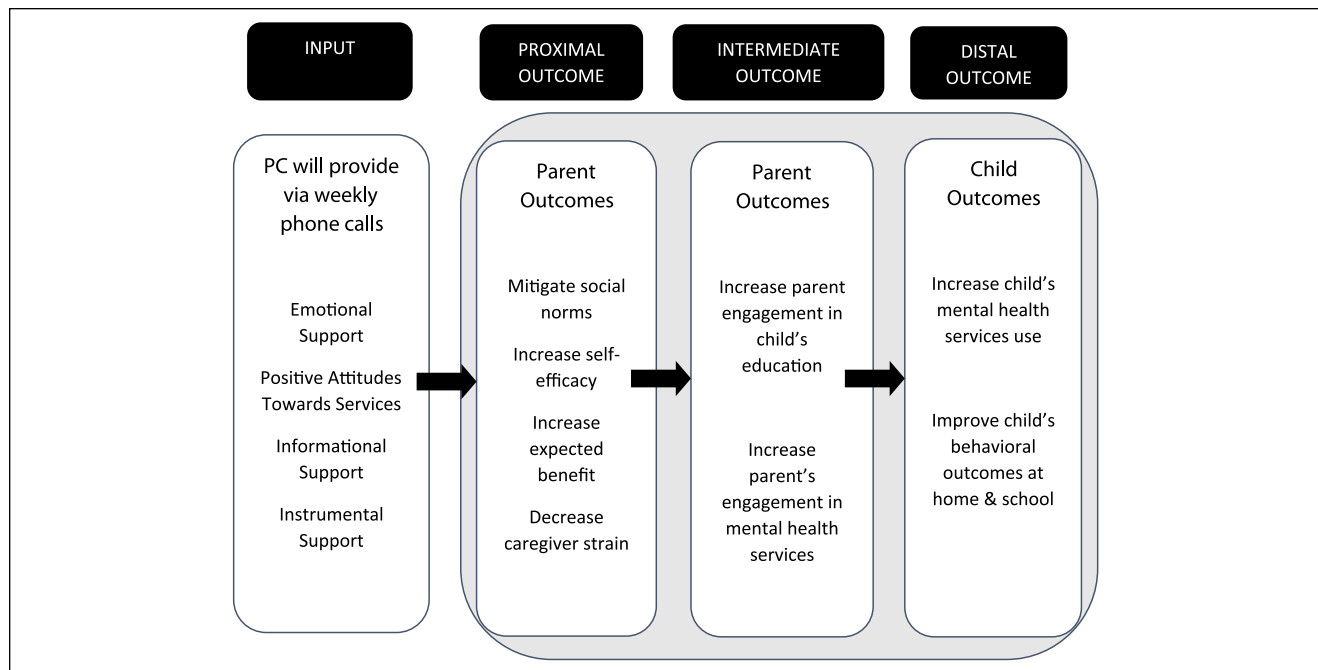 INPUT
PROXIMAL
OUTCOME
INTERMEDIATE
OUTCOME
DISTAL
OUTCOME
PC will provide
via weekly
phone calls
Emotional
Support
Positive Attitudes
Towards Services
Informational
Support
Instrumental
Support
Parent
Outcomes
Mitigate social
norms
Increase self-
efficacy
Increase
expected
benefit
Decrease
caregiver strain
Parent
Outcomes
Increase parent
engagement in
child’s
education
Increase
parent’s
engagement in
mental health
services
Child
Outcomes
Increase child’s
mental health
services use
Improve child’s
behavioral
outcomes at
home & school